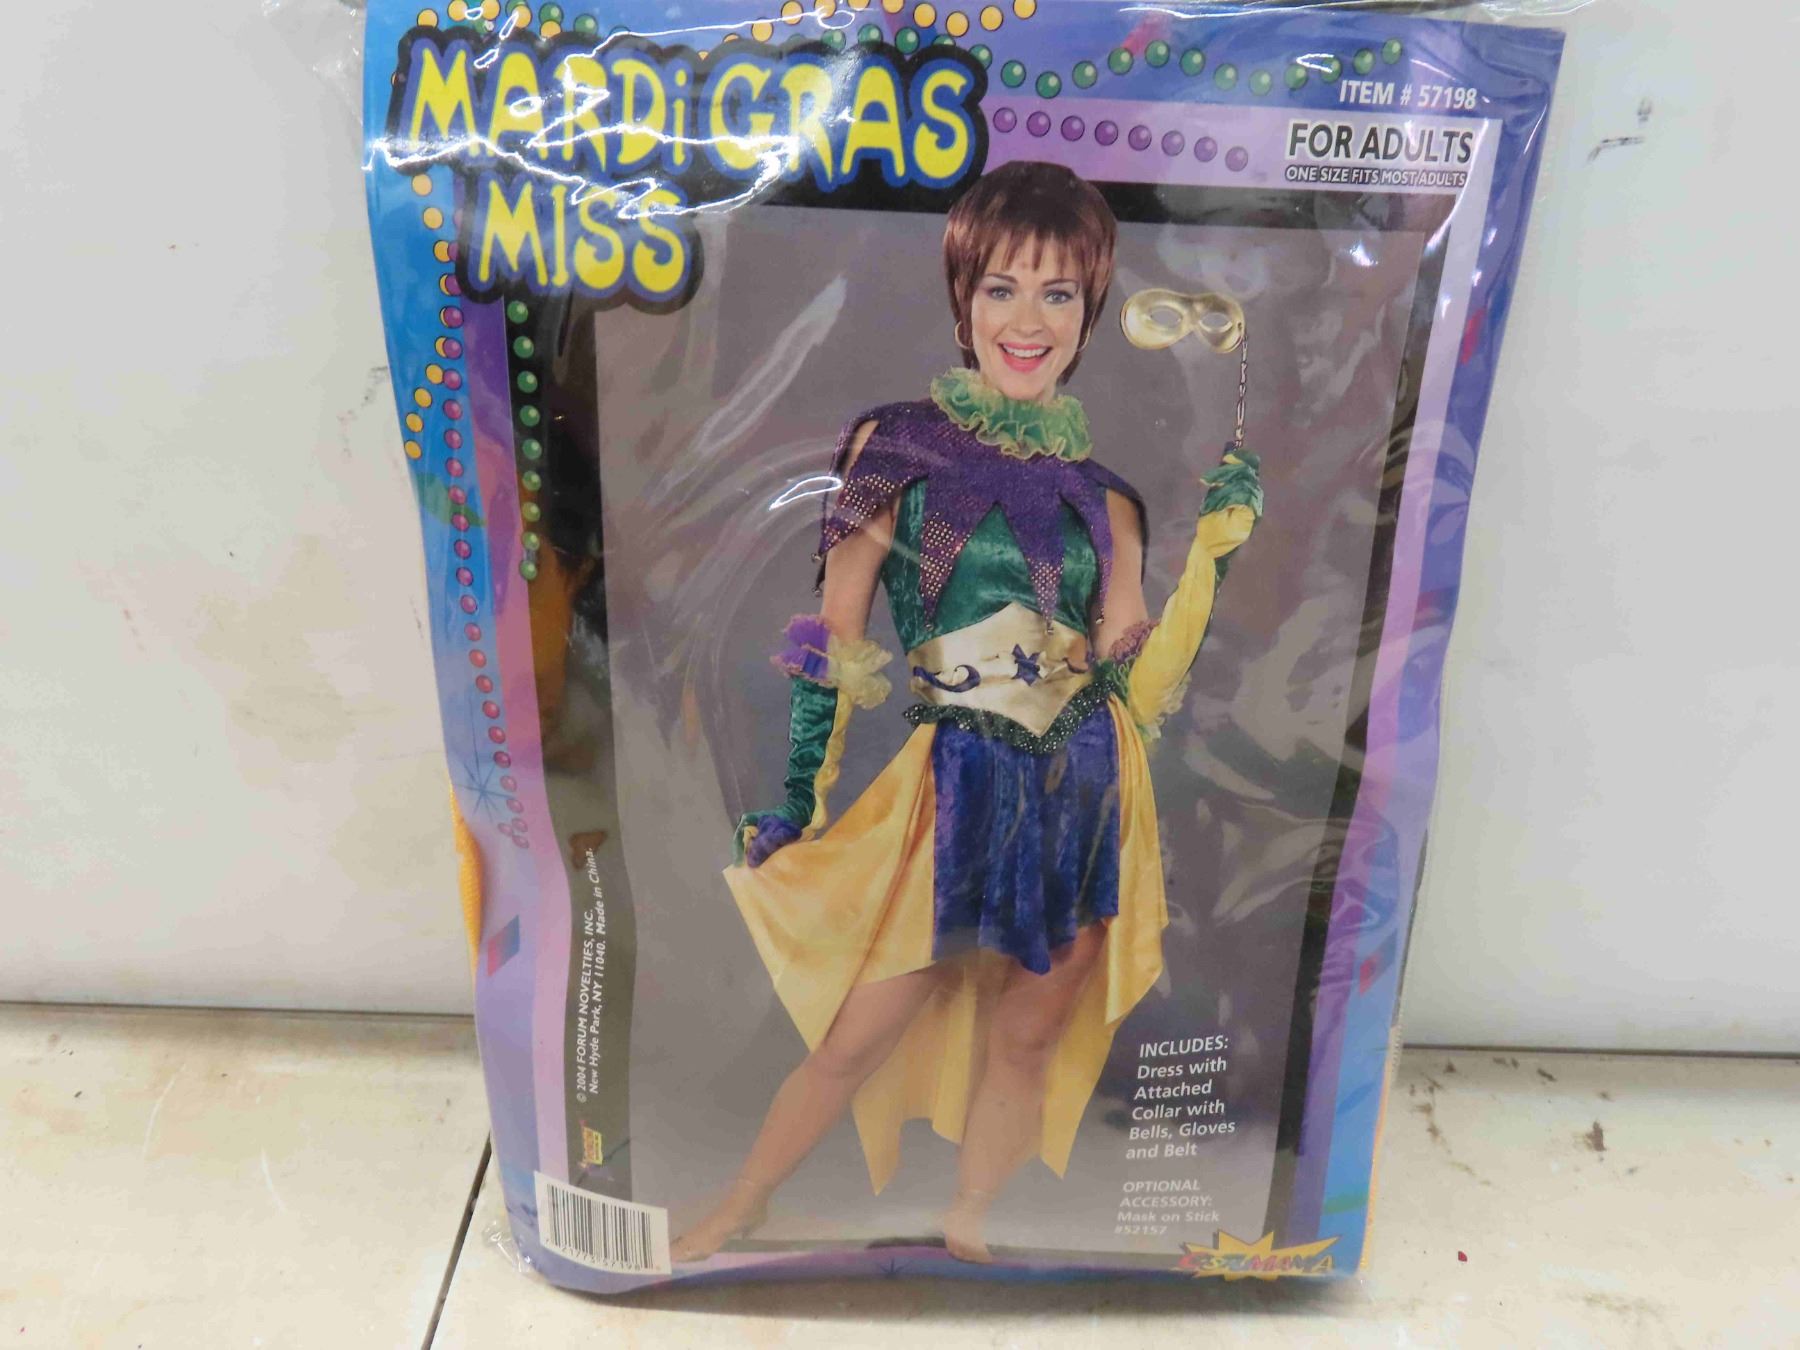 MARDi GRAS
MISS
ITEM # 57198
FOR ADULTS
ONE SIZE FITS MOST ADULTS
© 2004 FORUM NOVELTIES, INC.
New Hyde Park, NY 11040. Made in China.
INCLUDES:
Dress with
Attached
Collar with
Bells, Gloves
and Belt
OPTIONAL
ACCESSORY:
Mask on Stick
#52157